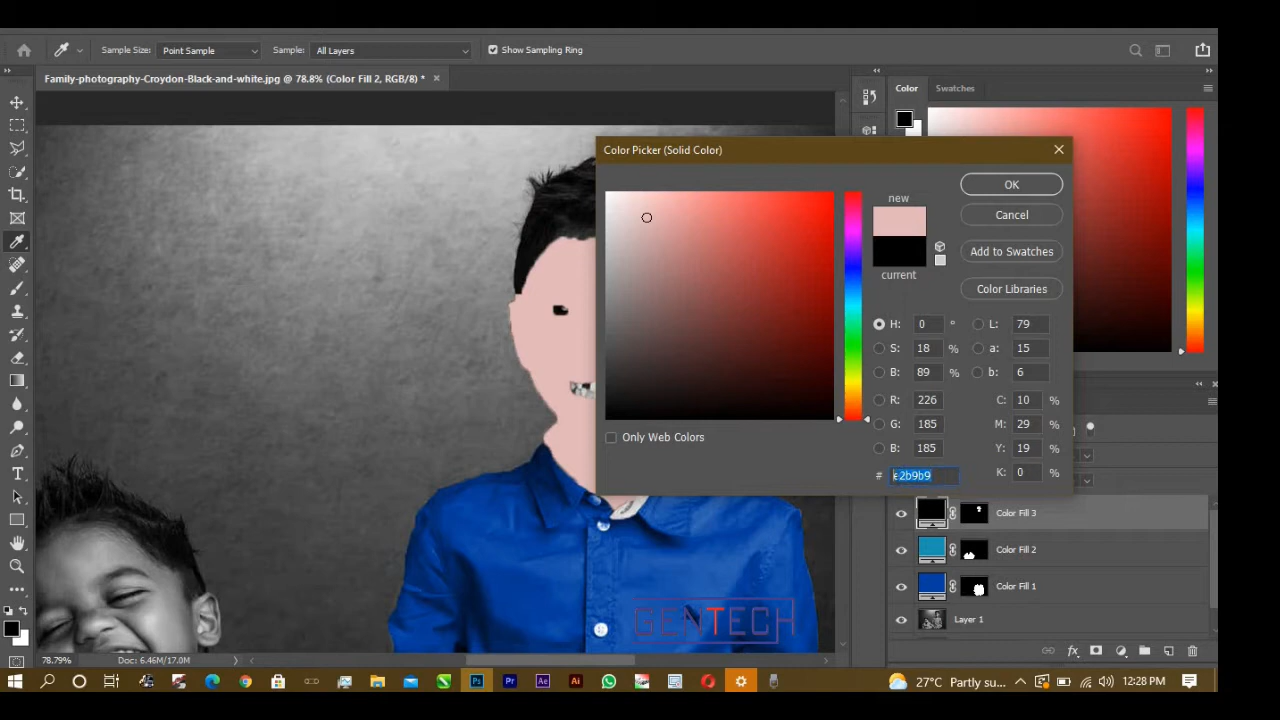 Sample Size: Point Sample Sample: All Layers Show Sampling Ring
Family-photography-Croydon-Black-and-white.jpg @ 78.8% (Color Fill 2, RGB/8) *
Color Swatches
Color Picker (Solid Color)
new
current
OK
Cancel
Add to Swatches
Color Libraries
H: 0 °
S: 18 %
B: 89 %
R: 226
G: 185
B: 185
# e2b9b9
L: 79
a: 15
b: 6
C: 10 %
M: 29 %
Y: 19 %
K: 0 %
Only Web Colors
Color Fill 3
Color Fill 2
Color Fill 1
Layer 1
GENTECH
78.79% Doc: 6.46M/17.0M
27°C Partly su... 12:28 PM